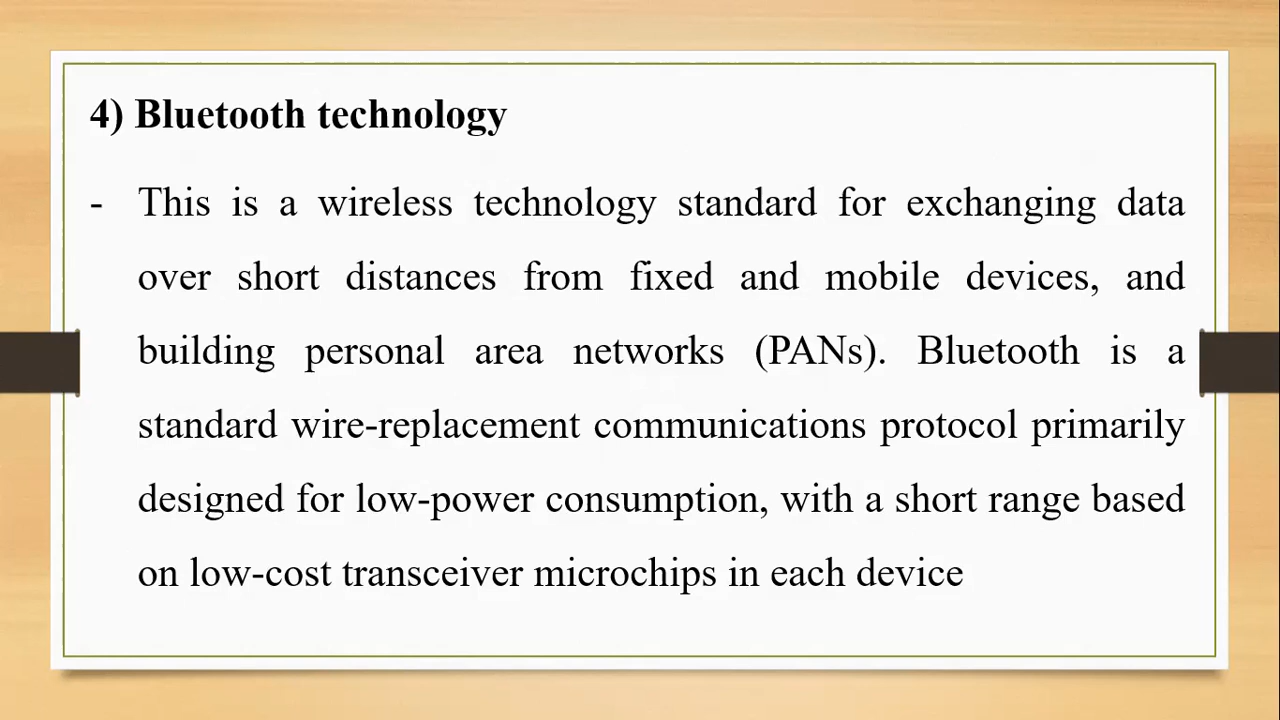 4) Bluetooth technology
- This is a wireless technology standard for exchanging data
over short distances from fixed and mobile devices, and
building personal area networks (PANs). Bluetooth is a
standard wire-replacement communications protocol primarily
designed for low-power consumption, with a short range based
on low-cost transceiver microchips in each device